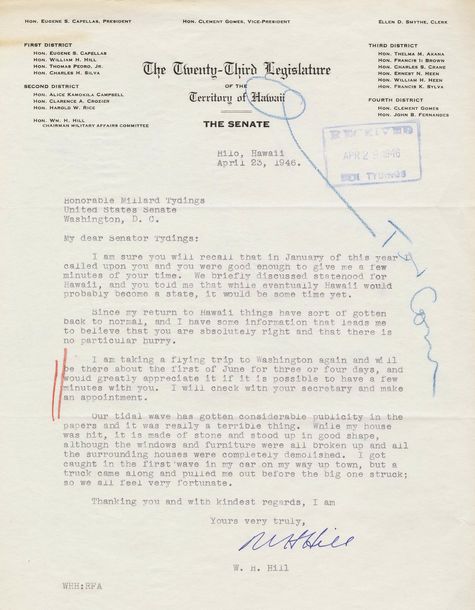 HON. EUGENE S. CAPELLAS, PRESIDENT HON. CLEMENT GOMES, VICE-PRESIDENT ELLEN D. SMYTHE, CLERK
FIRST DISTRICT
HON. EUGENE S. CAPELLAS
HON. WILLIAM H. HILL
HON. THOMAS PEDRO, JR.
HON. CHARLES H. SILVA
SECOND DISTRICT
HON. ALICE KAMOKILA CAMPBELL
HON. CLARENCE A. CROZIER
HON. HAROLD W. RICE
HON. WM. H. HILL
CHAIRMAN MILITARY AFFAIRS COMMITTEE
The Twenty-Third Legislature
OF THE
Territory of Hawaii
THE SENATE
THIRD DISTRICT
HON. THELMA M. AKANA
HON. FRANCIS II BROWN
HON. CHARLES S. CRANE
HON. ERNEST N. HEEN
HON. WILLIAM H. HEEN
HON. FRANCIS K. SYLVA
FOURTH DISTRICT
HON. CLEMENT GOMES
HON. JOHN B. FERNANDES
RECEIVED
APR 29 1946
SEN. TYDINGS
Hilo, Hawaii
April 23, 1946.
Honorable Millard Tydings
United States Senate
Washington, D. C.
My dear Senator Tydings:
I am sure you will recall that in January of this year I
called upon you and you were good enough to give me a few
minutes of your time. We briefly discussed statehood for
Hawaii, and you told me that while eventually Hawaii would
probably become a state, it would be some time yet.
Since my return to Hawaii things have sort of gotten
back to normal, and I have some information that leads me
to believe that you are absolutely right and that there is
no particular hurry.
I am taking a flying trip to Washington again and will
be there about the first of June for three or four days, and
would greatly appreciate it if it is possible to have a few
minutes with you. I will check with your secretary and make
an appointment.
Our tidal wave has gotten considerable publicity in the
papers and it was really a terrible thing. While my house
was hit, it is made of stone and stood up in good shape,
although the windows and furniture were all broken up and all
the surrounding houses were completely demolished. I got
caught in the first wave in my car on my way up town, but a
truck came along and pulled me out before the big one struck;
so we all feel very fortunate.
Thanking you and with kindest regards, I am
Yours very truly,
WHHill
W. H. Hill
WHH:RFA